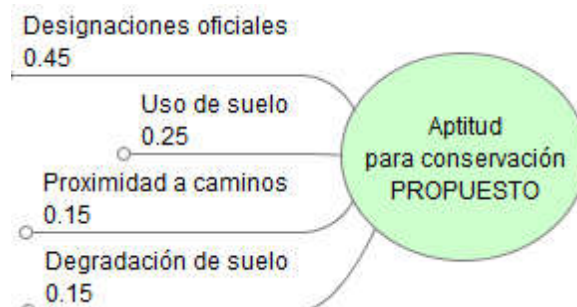 Designaciones oficiales
0.45
Uso de suelo
0.25
Proximidad a caminos
0.15
Degradación de suelo
0.15
Aptitud
para conservación
PROPUESTO